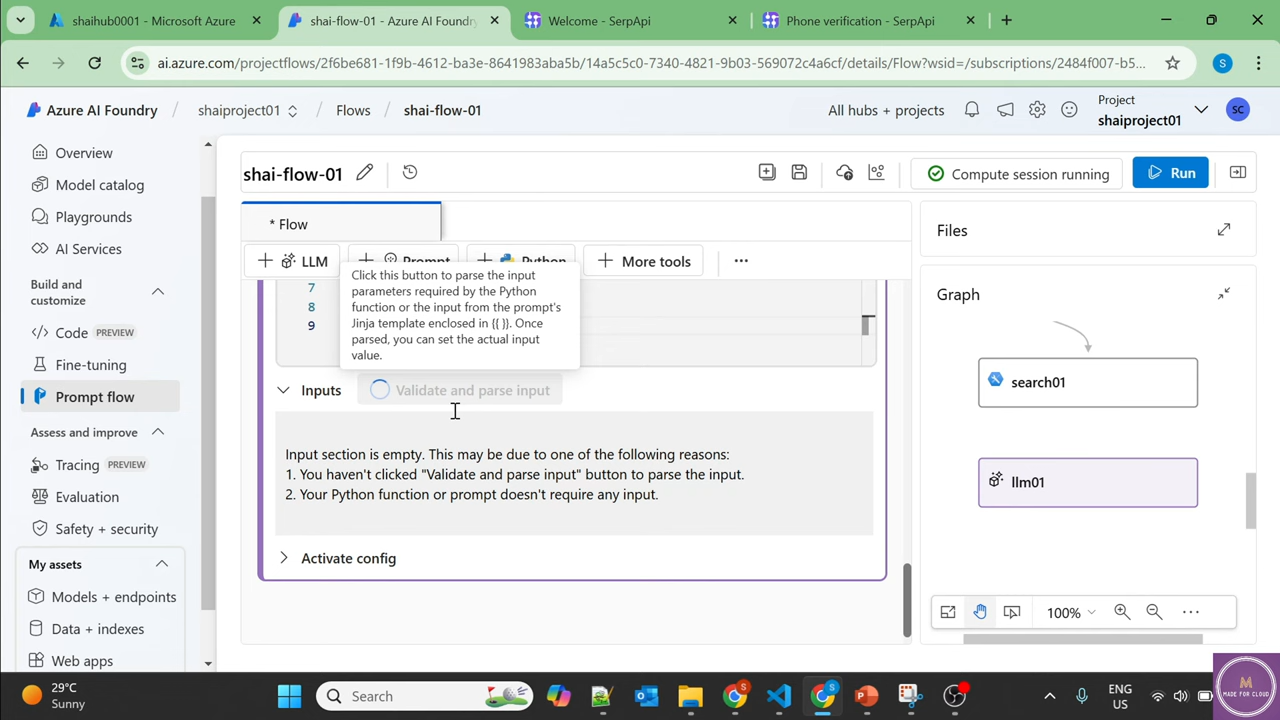 shaihub0001 - Microsoft Azure
shai-flow-01 - Azure AI Foundry
Welcome - SerpApi
Phone verification - SerpApi
ai.azure.com/projectflows/2f6be681-1f9b-4612-ba3e-8641983aba5b/14a5c5c0-7340-4821-9b03-569072c4a6cf/details/Flow?wsid=/subscriptions/2484f007-b5...
S
Azure AI Foundry / shaiproject01 / Flows / shai-flow-01
All hubs + projects
Project
shaiproject01
SC
Overview
Model catalog
Playgrounds
AI Services
Build and
customize
Code PREVIEW
Fine-tuning
Prompt flow
Assess and improve
Tracing PREVIEW
Evaluation
Safety + security
My assets
Models + endpoints
Data + indexes
Web apps
shai-flow-01
Compute session running
Run
* Flow
LLM
Prompt
Python
More tools
Click this button to parse the input
parameters required by the Python
function or the input from the prompt's
Jinja template enclosed in {{ }}. Once
parsed, you can set the actual input
value.
7
8
9
Inputs
Validate and parse input
Input section is empty. This may be due to one of the following reasons:
1. You haven't clicked "Validate and parse input" button to parse the input.
2. Your Python function or prompt doesn't require any input.
Activate config
Files
Graph
search01
llm01
100%
29°C
Sunny
Search
ENG
US
M
MADE FOR CLOUD